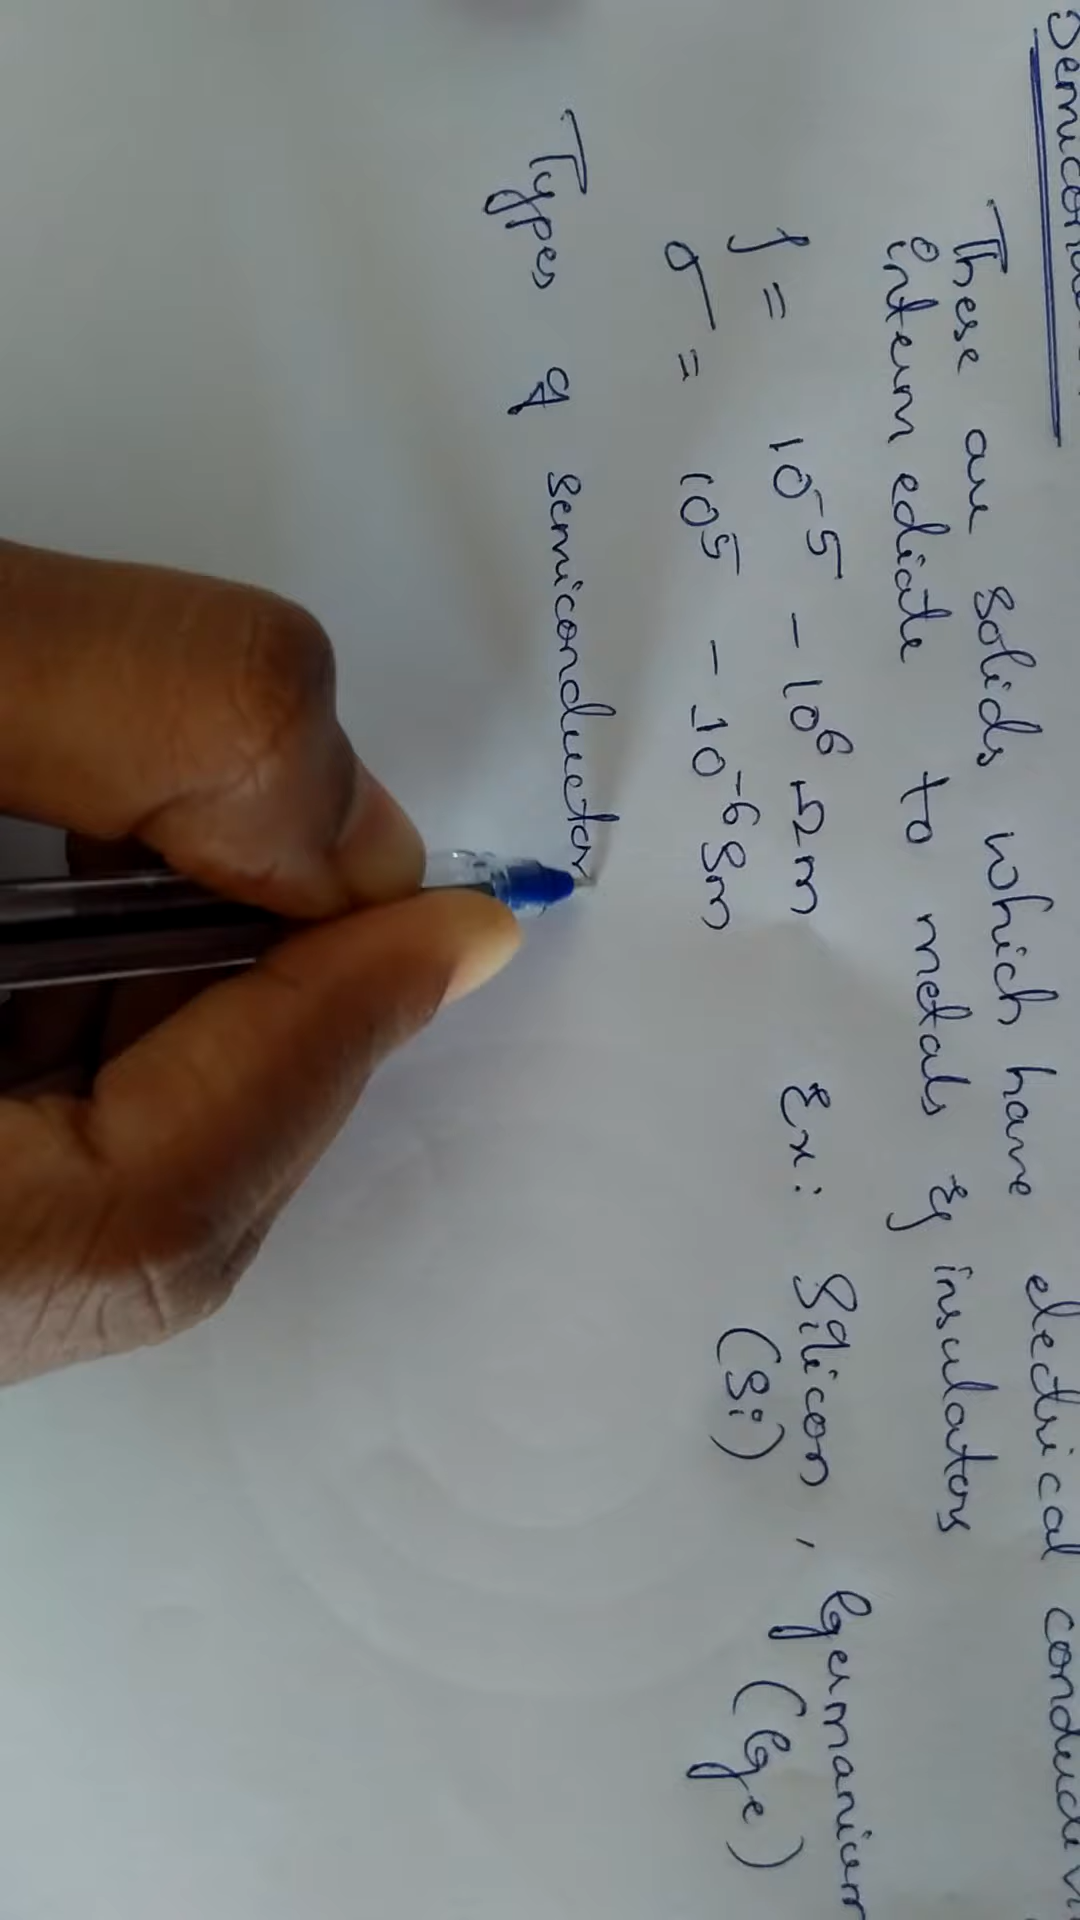 These are solids which have electrical
intermediate to metals & insulators
ρ = 10⁻⁵ - 10⁶ Ωm Ex: Silicon, Germanium
σ = 10⁵ - 10⁻⁶ Sm (Si) (Ge)
Types of semiconductor